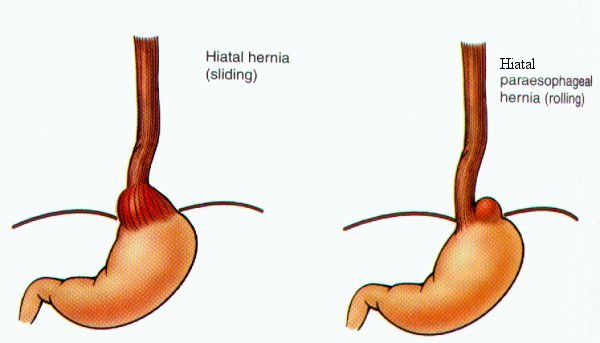 Hiatal hernia
(sliding)
Hiatal
paraesophageal
hernia (rolling)